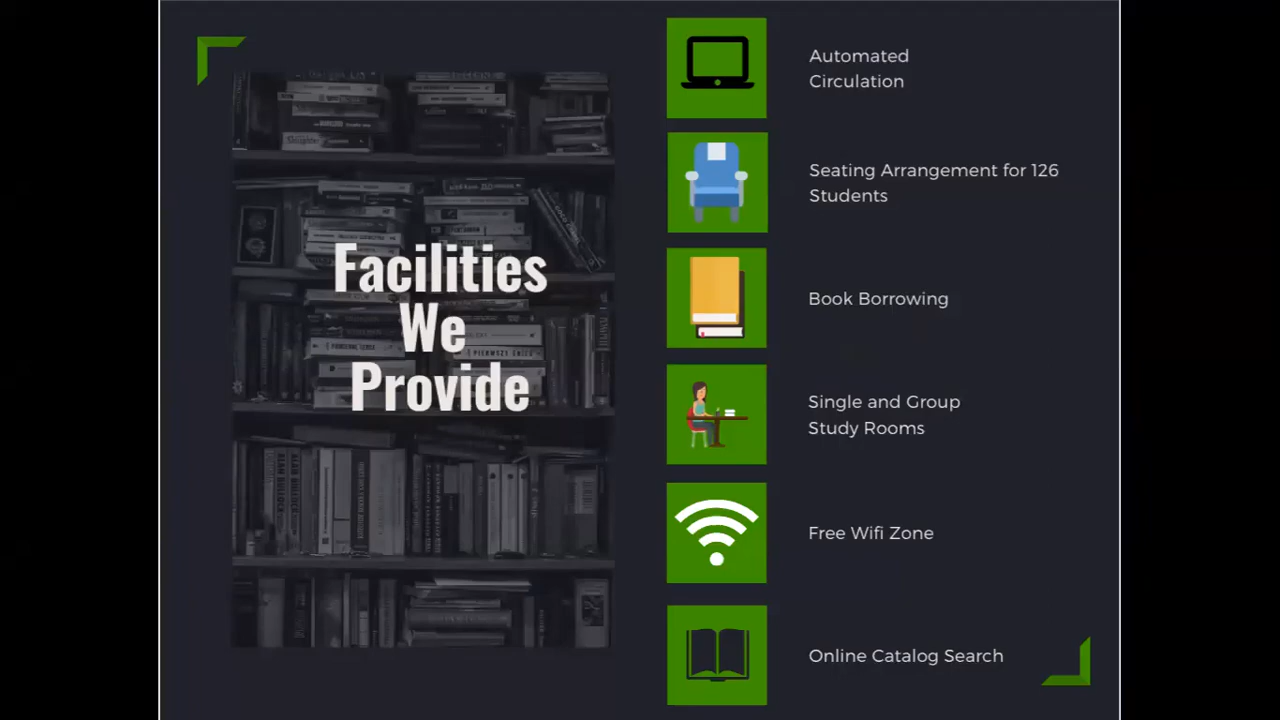 Facilities
We
Provide
Automated
Circulation
Seating Arrangement for 126
Students
Book Borrowing
Single and Group
Study Rooms
Free Wifi Zone
Online Catalog Search